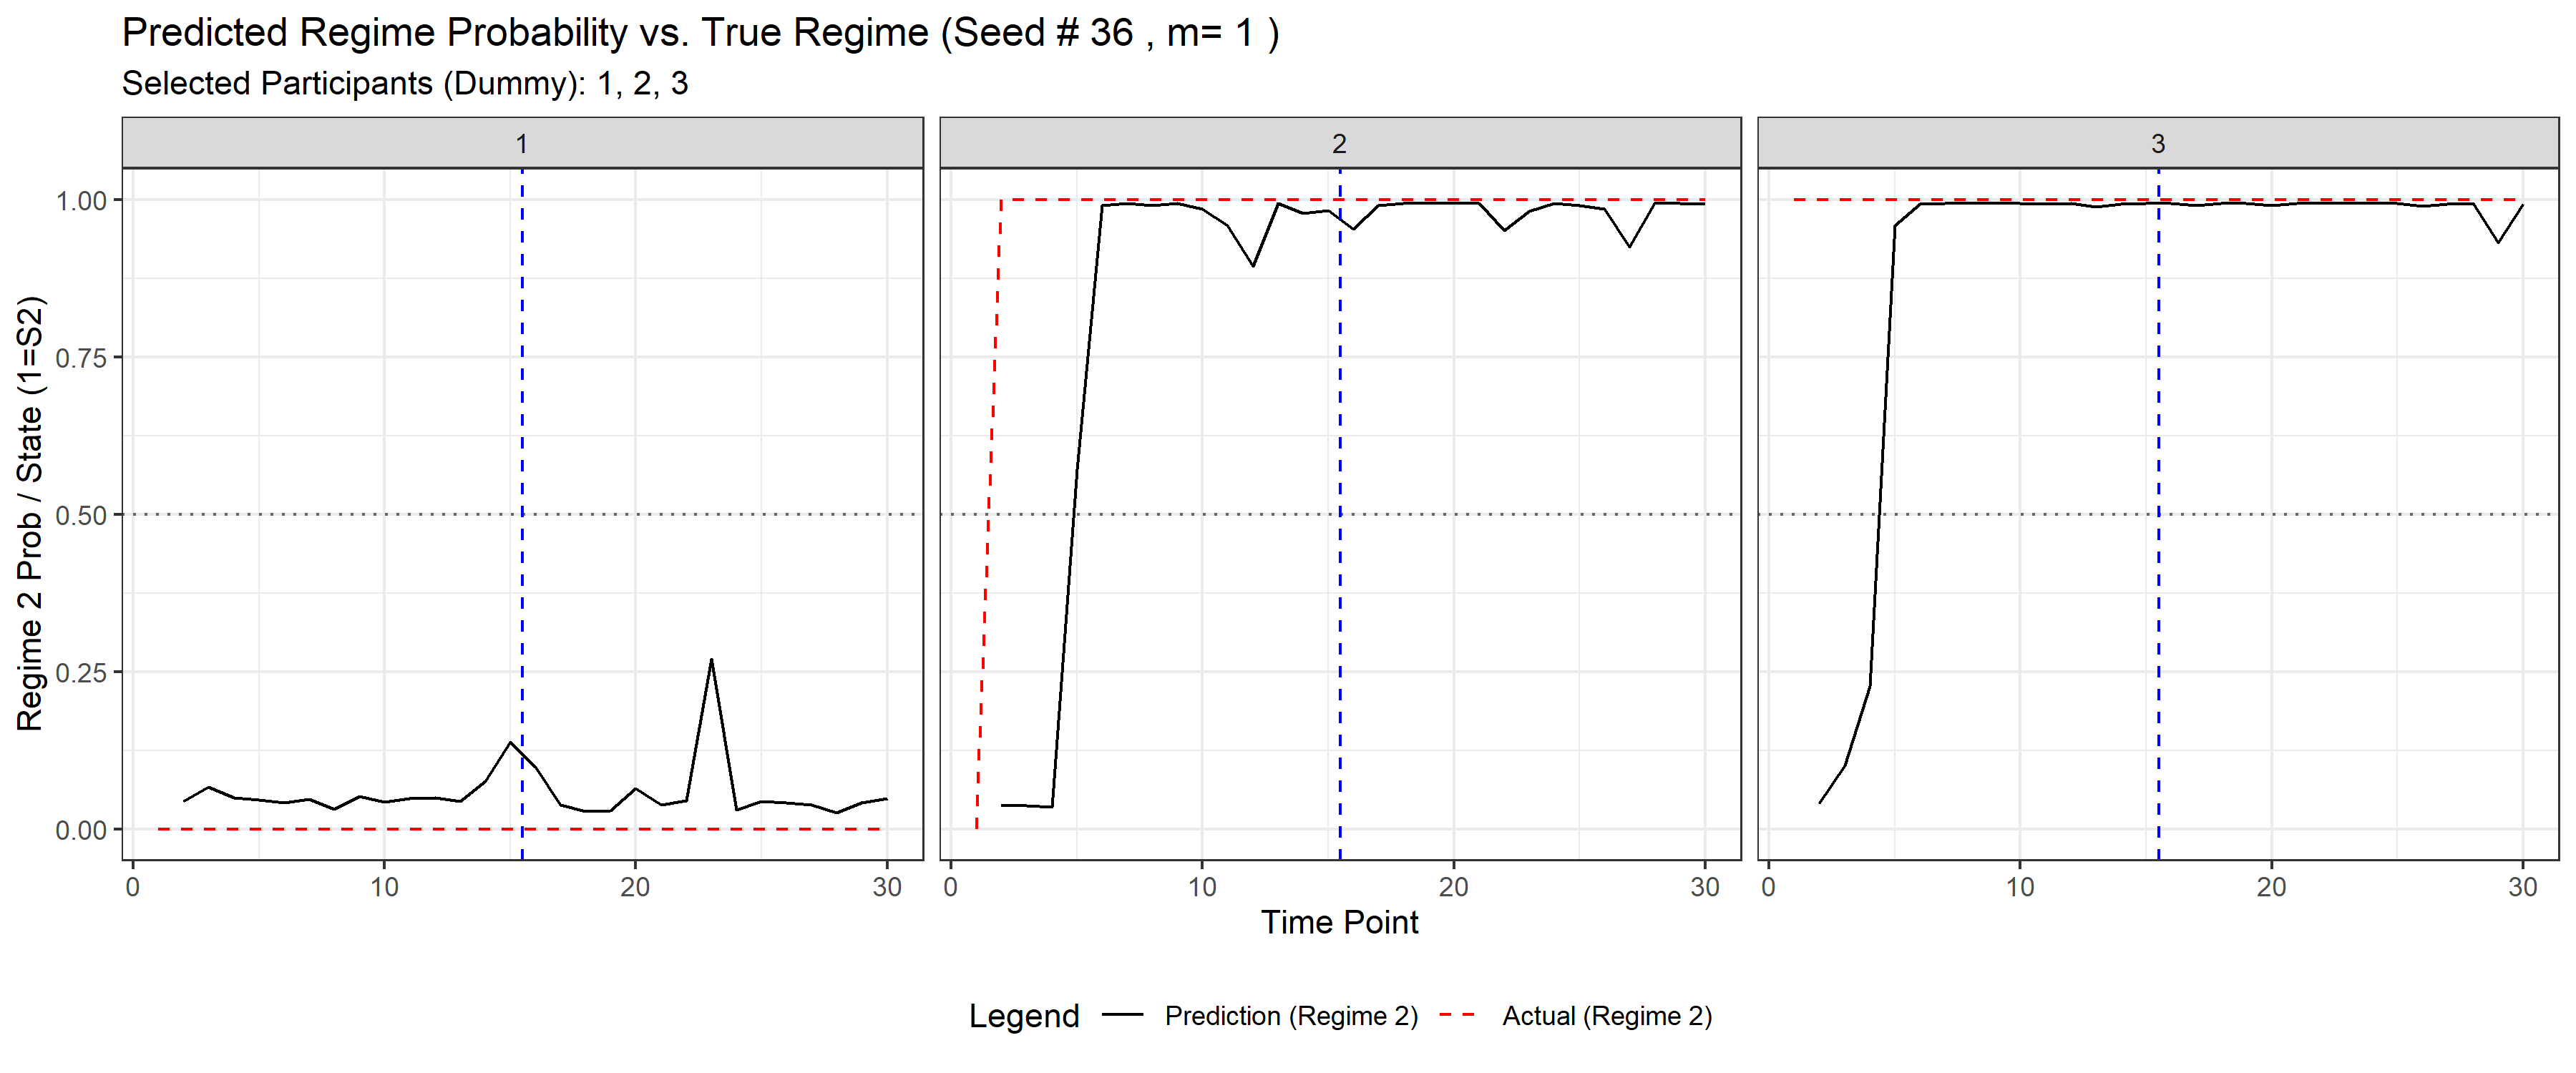 Predicted Regime Probability vs. True Regime (Seed # 36 , m= 1 )
Selected Participants (Dummy): 1, 2, 3
1
2
3
Regime 2 Prob / State (1=S2)
1.00
0.75
0.50
0.25
0.00
0 10 20 30
0 10 20 30
0 10 20 30
Time Point
Legend Prediction (Regime 2) Actual (Regime 2)